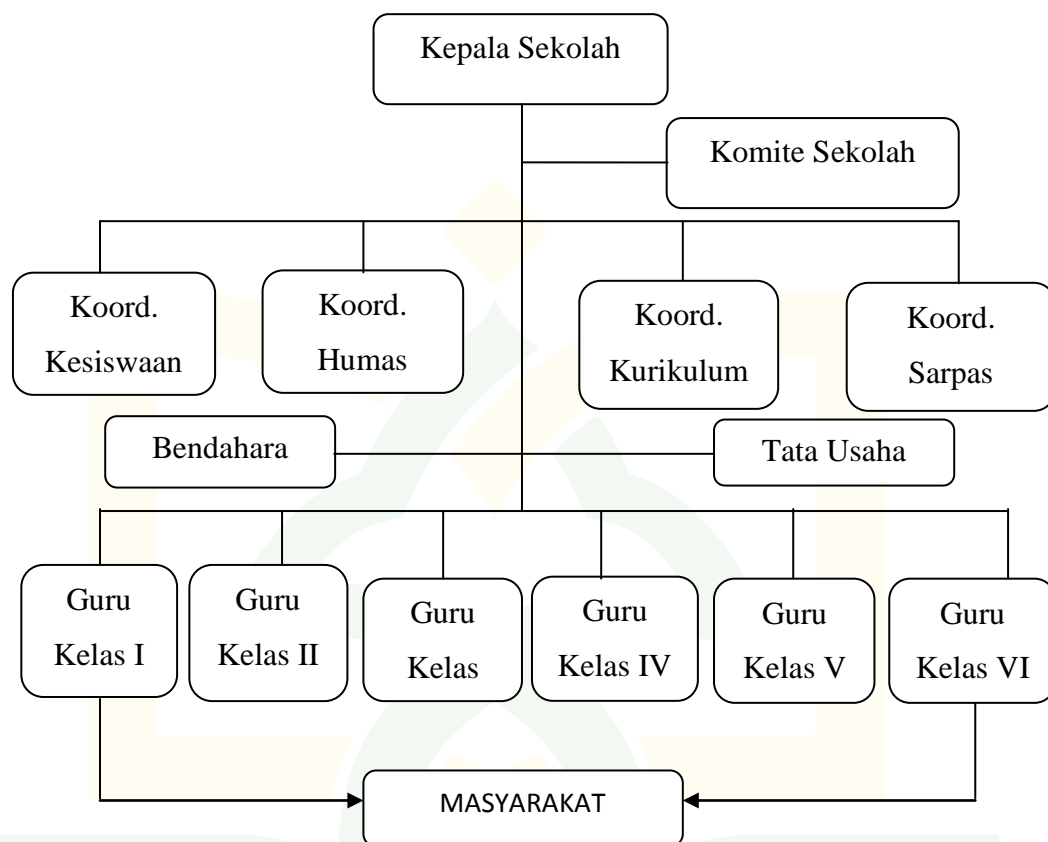 Kepala Sekolah
Komite Sekolah
Koord.
Kesiswaan
Koord.
Humas
Koord.
Kurikulum
Koord.
Sarpas
Bendahara
Tata Usaha
Guru
Kelas I
Guru
Kelas II
Guru
Kelas
Guru
Kelas IV
Guru
Kelas V
Guru
Kelas VI
MASYARAKAT